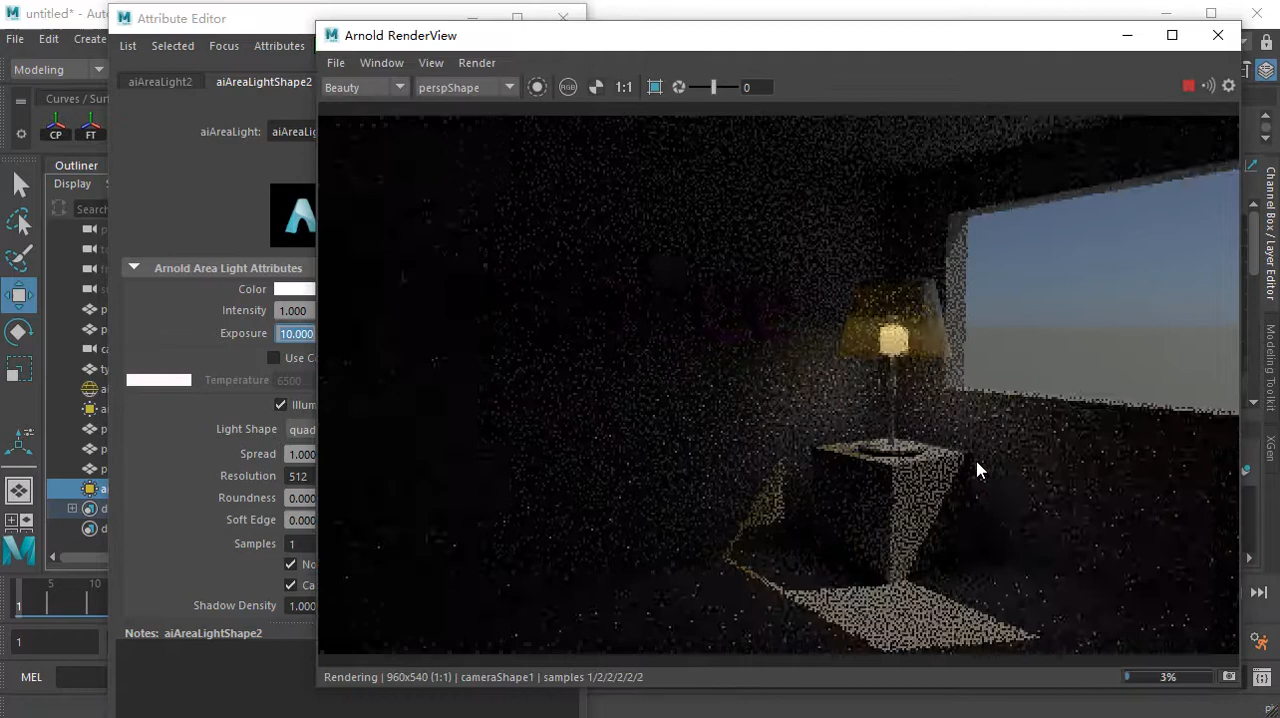 untitled* - Aut
File Edit Create
Modeling
Curves / Sur
CP FT
Outliner
Display
Search
5 10
1
1
MEL
Attribute Editor
List Selected Focus Attributes
aiAreaLight2 aiAreaLightShape2
aiAreaLight:
Arnold Area Light Attributes
Color
Intensity 1.000
Exposure 10.000
Use
Temperature 6500
Light Shape quad
Spread 1.000
Resolution 512
Roundness 0.000
Soft Edge 0.000
Samples 1
Shadow Density 1.000
Notes: aiAreaLightShape2
Arnold RenderView
File Window View Render
Beauty perspShape RGB 1:1 0
Rendering | 960x540 (1:1) | cameraShape1 | samples 1/2/2/2/2/2
3%
Channel Box / Layer Editor
Modeling Toolkit
XGen